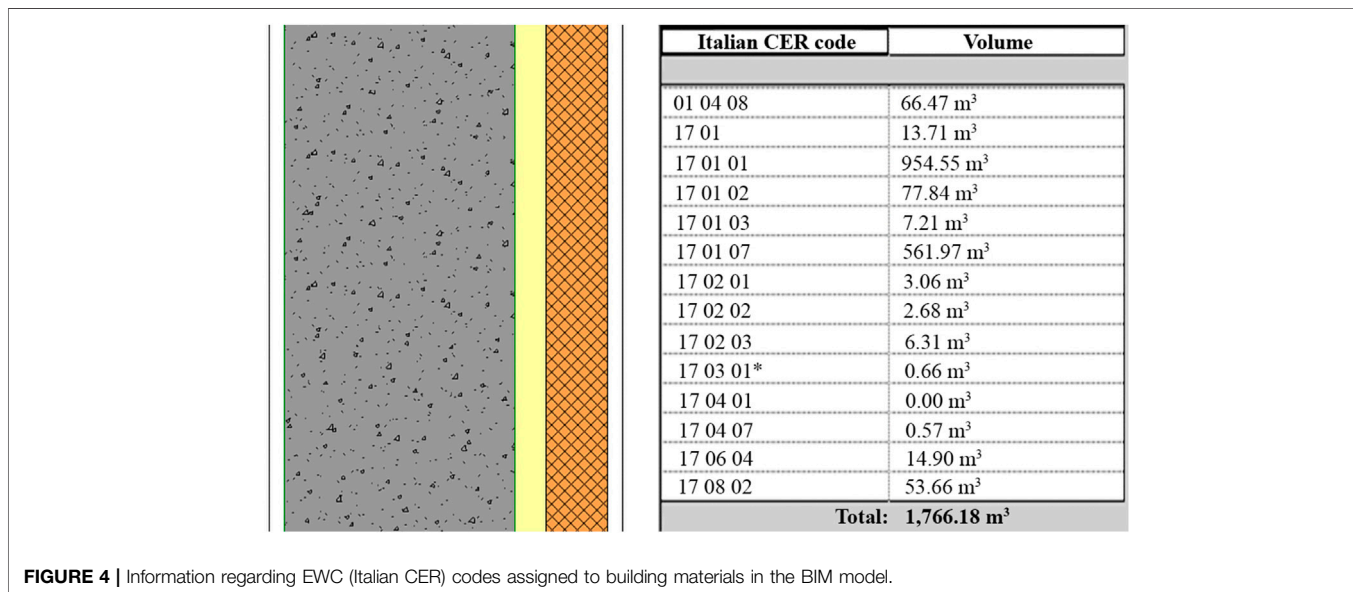 Italian CER code Volume
01 04 08 66.47 m³
17 01 13.71 m³
17 01 01 954.55 m³
17 01 02 77.84 m³
17 01 03 7.21 m³
17 01 07 561.97 m³
17 02 01 3.06 m³
17 02 02 2.68 m³
17 02 03 6.31 m³
17 03 01* 0.66 m³
17 04 01 0.00 m³
17 04 07 0.57 m³
17 06 04 14.90 m³
17 08 02 53.66 m³
Total: 1,766.18 m³
FIGURE 4 | Information regarding EWC (Italian CER) codes assigned to building materials in the BIM model.